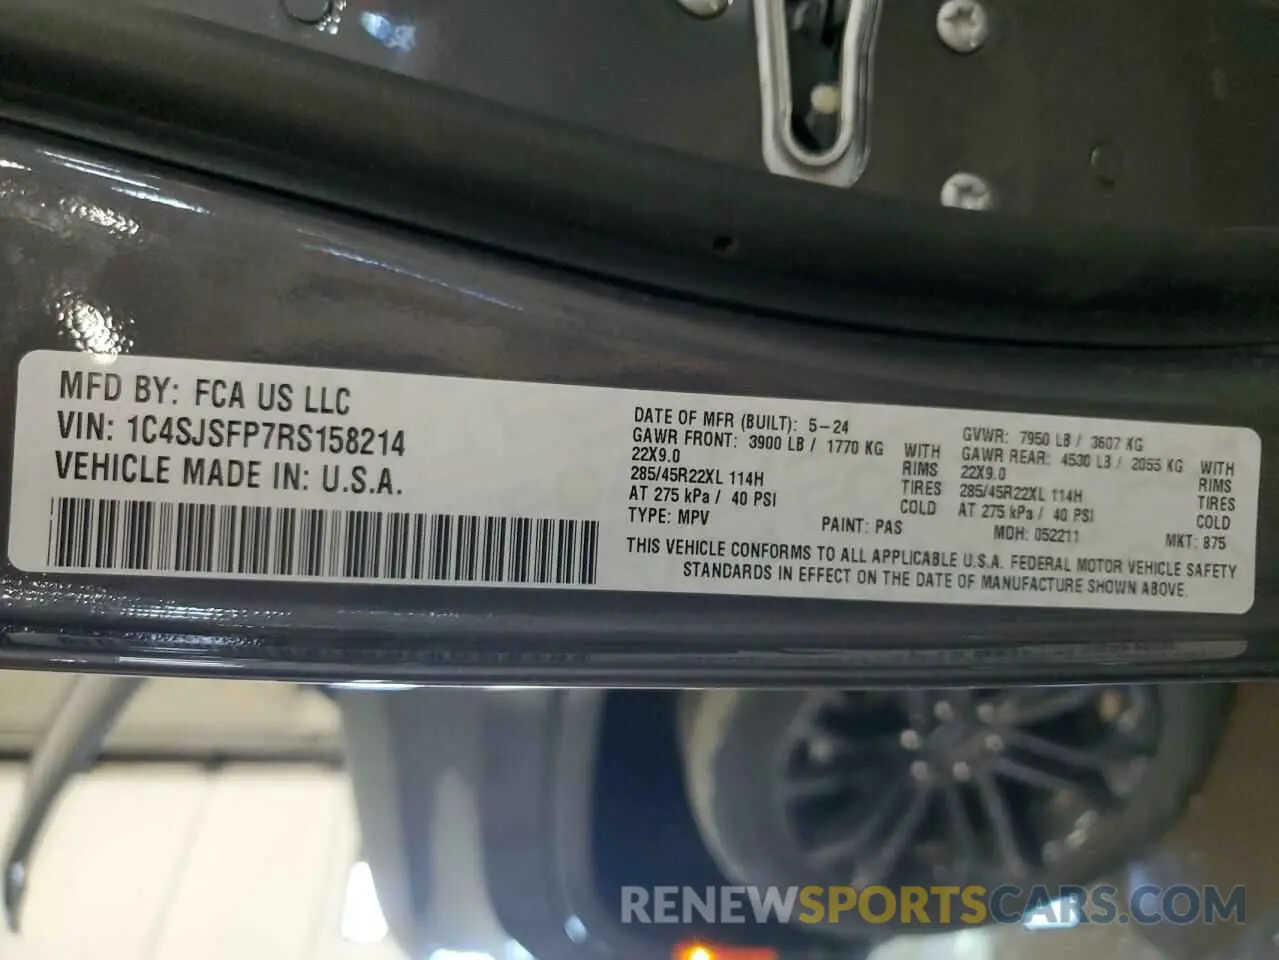 MFD BY: FCA US LLC
VIN: 1C4SJSFP7RS158214
VEHICLE MADE IN: U.S.A.
DATE OF MFR (BUILT): 5-24
GAWR FRONT: 3900 LB / 1770 KG WITH
22X9.0 RIMS
285/45R22XL 114H TIRES
AT 275 kPa / 40 PSI COLD
TYPE: MPV
PAINT: PAS
GVWR: 7950 LB / 3607 KG
GAWR REAR: 4530 LB / 2055 KG WITH
22X9.0 RIMS
285/45R22XL 114H TIRES
AT 275 kPa / 40 PSI COLD
MDH: 052211 MKT: 875
THIS VEHICLE CONFORMS TO ALL APPLICABLE U.S.A. FEDERAL MOTOR VEHICLE SAFETY
STANDARDS IN EFFECT ON THE DATE OF MANUFACTURE SHOWN ABOVE.
RENEWSPORTSCARS.COM